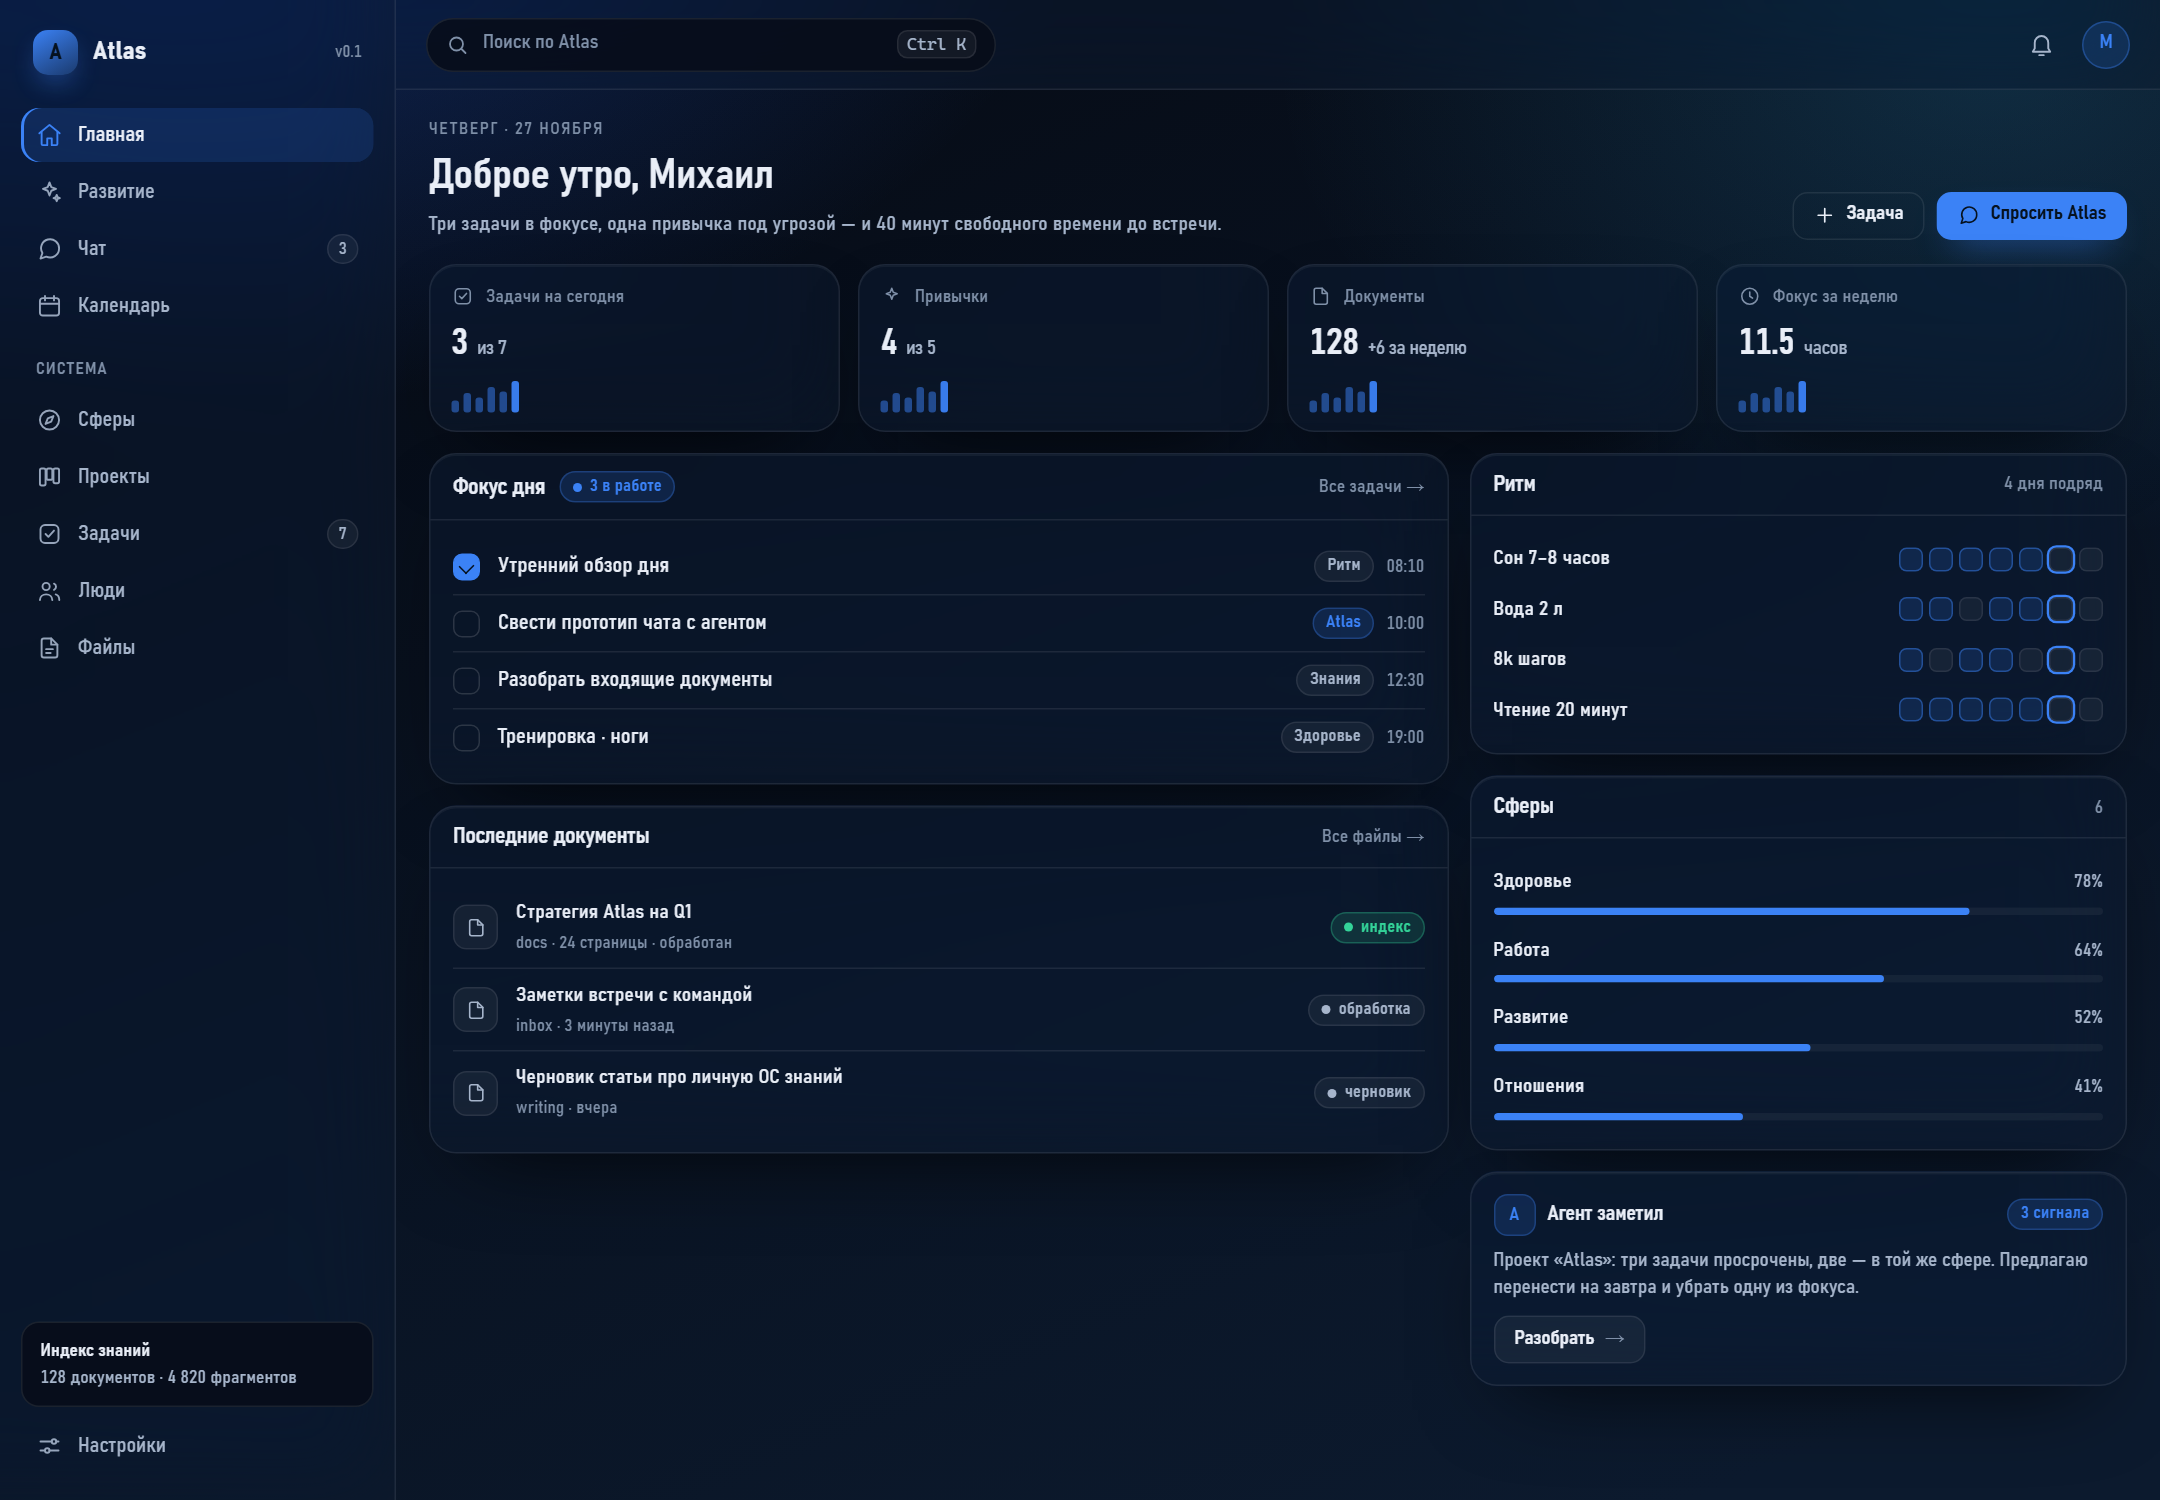 A Atlas v0.1
Главная
Развитие
Чат 3
Календарь
СИСТЕМА
Сферы
Проекты
Задачи 7
Люди
Файлы
Индекс знаний
128 документов · 4 820 фрагментов
Настройки
Поиск по Atlas Ctrl K
M
ЧЕТВЕРГ · 27 НОЯБРЯ
Доброе утро, Михаил
Три задачи в фокусе, одна привычка под угрозой — и 40 минут свободного времени до встречи.
Задача
Спросить Atlas
Задачи на сегодня
3 из 7
Привычки
4 из 5
Документы
128 +6 за неделю
Фокус за неделю
11.5 часов
Фокус дня 3 в работе Все задачи →
Утренний обзор дня Ритм 08:10
Свести прототип чата с агентом Atlas 10:00
Разобрать входящие документы Знания 12:30
Тренировка · ноги Здоровье 19:00
Последние документы Все файлы →
Стратегия Atlas на Q1
docs · 24 страницы · обработан
индекс
Заметки встречи с командой
inbox · 3 минуты назад
обработка
Черновик статьи про личную ОС знаний
writing · вчера
черновик
Ритм 4 дня подряд
Сон 7–8 часов
Вода 2 л
8k шагов
Чтение 20 минут
Сферы 6
Здоровье 78%
Работа 64%
Развитие 52%
Отношения 41%
A Агент заметил 3 сигнала
Проект «Atlas»: три задачи просрочены, две — в той же сфере. Предлагаю
перенести на завтра и убрать одну из фокуса.
Разобрать →